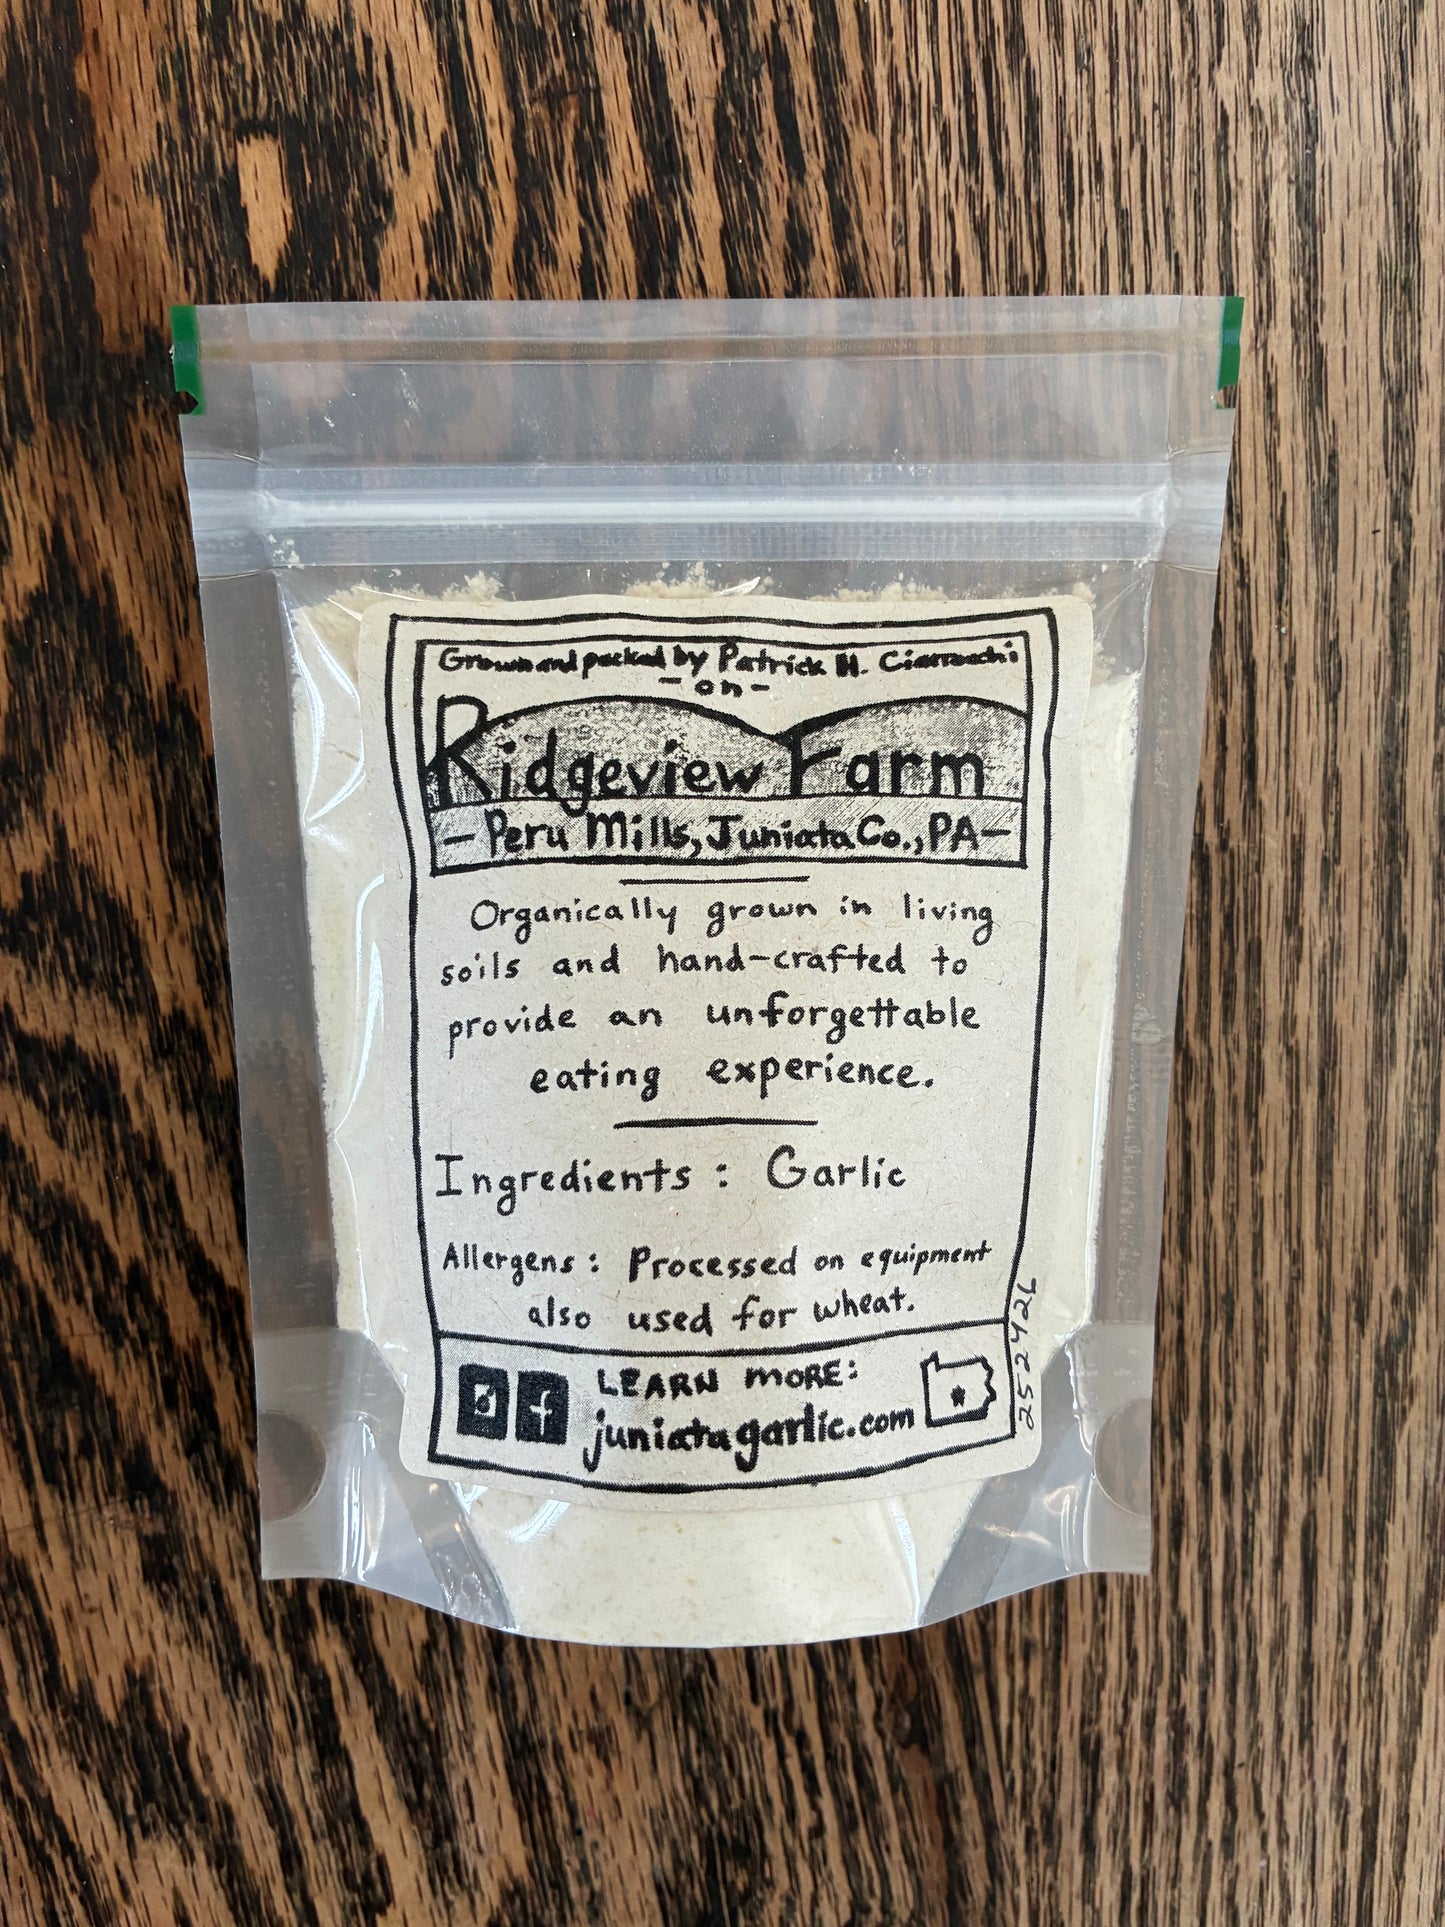 Grown and packed by Patrick H. Ciarrocchi
- on -
Ridgeview Farm
- Peru Mills, Juniata Co., PA -
Organically grown in living
soils and hand-crafted to
provide an unforgettable
eating experience.
Ingredients: Garlic
Allergens: Processed on equipment
also used for wheat.
f
LEARN MORE:
juniatagarlic.com